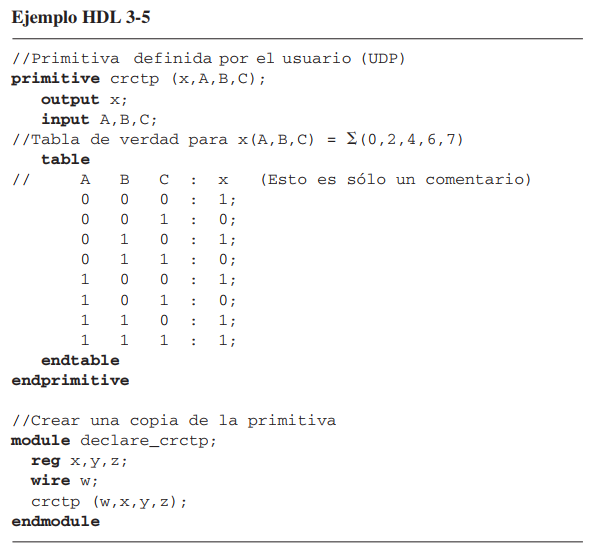 Ejemplo HDL 3-5
//Primitiva definida por el usuario (UDP)
primitive crctp (x,A,B,C);
output x;
input A,B,C;
//Tabla de verdad para x(A,B,C) = Σ(0,2,4,6,7)
table
// A B C : x (Esto es sólo un comentario)
0 0 0 : 1;
0 0 1 : 0;
0 1 0 : 1;
0 1 1 : 0;
1 0 0 : 1;
1 0 1 : 0;
1 1 0 : 1;
1 1 1 : 1;
endtable
endprimitive
//Crear una copia de la primitiva
module declare_crctp;
reg x,y,z;
wire w;
crctp (w,x,y,z);
endmodule